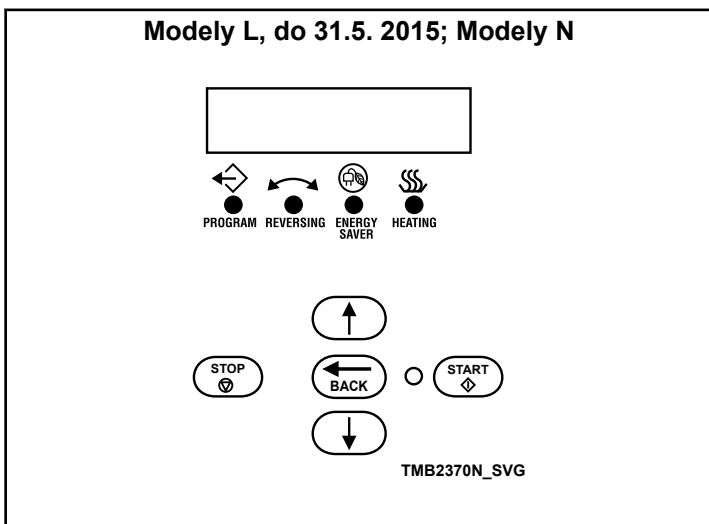 Modely L, do 31.5. 2015; Modely N
PROGRAM REVERSING ENERGY SAVER HEATING
STOP
BACK
START
TMB2370N_SVG